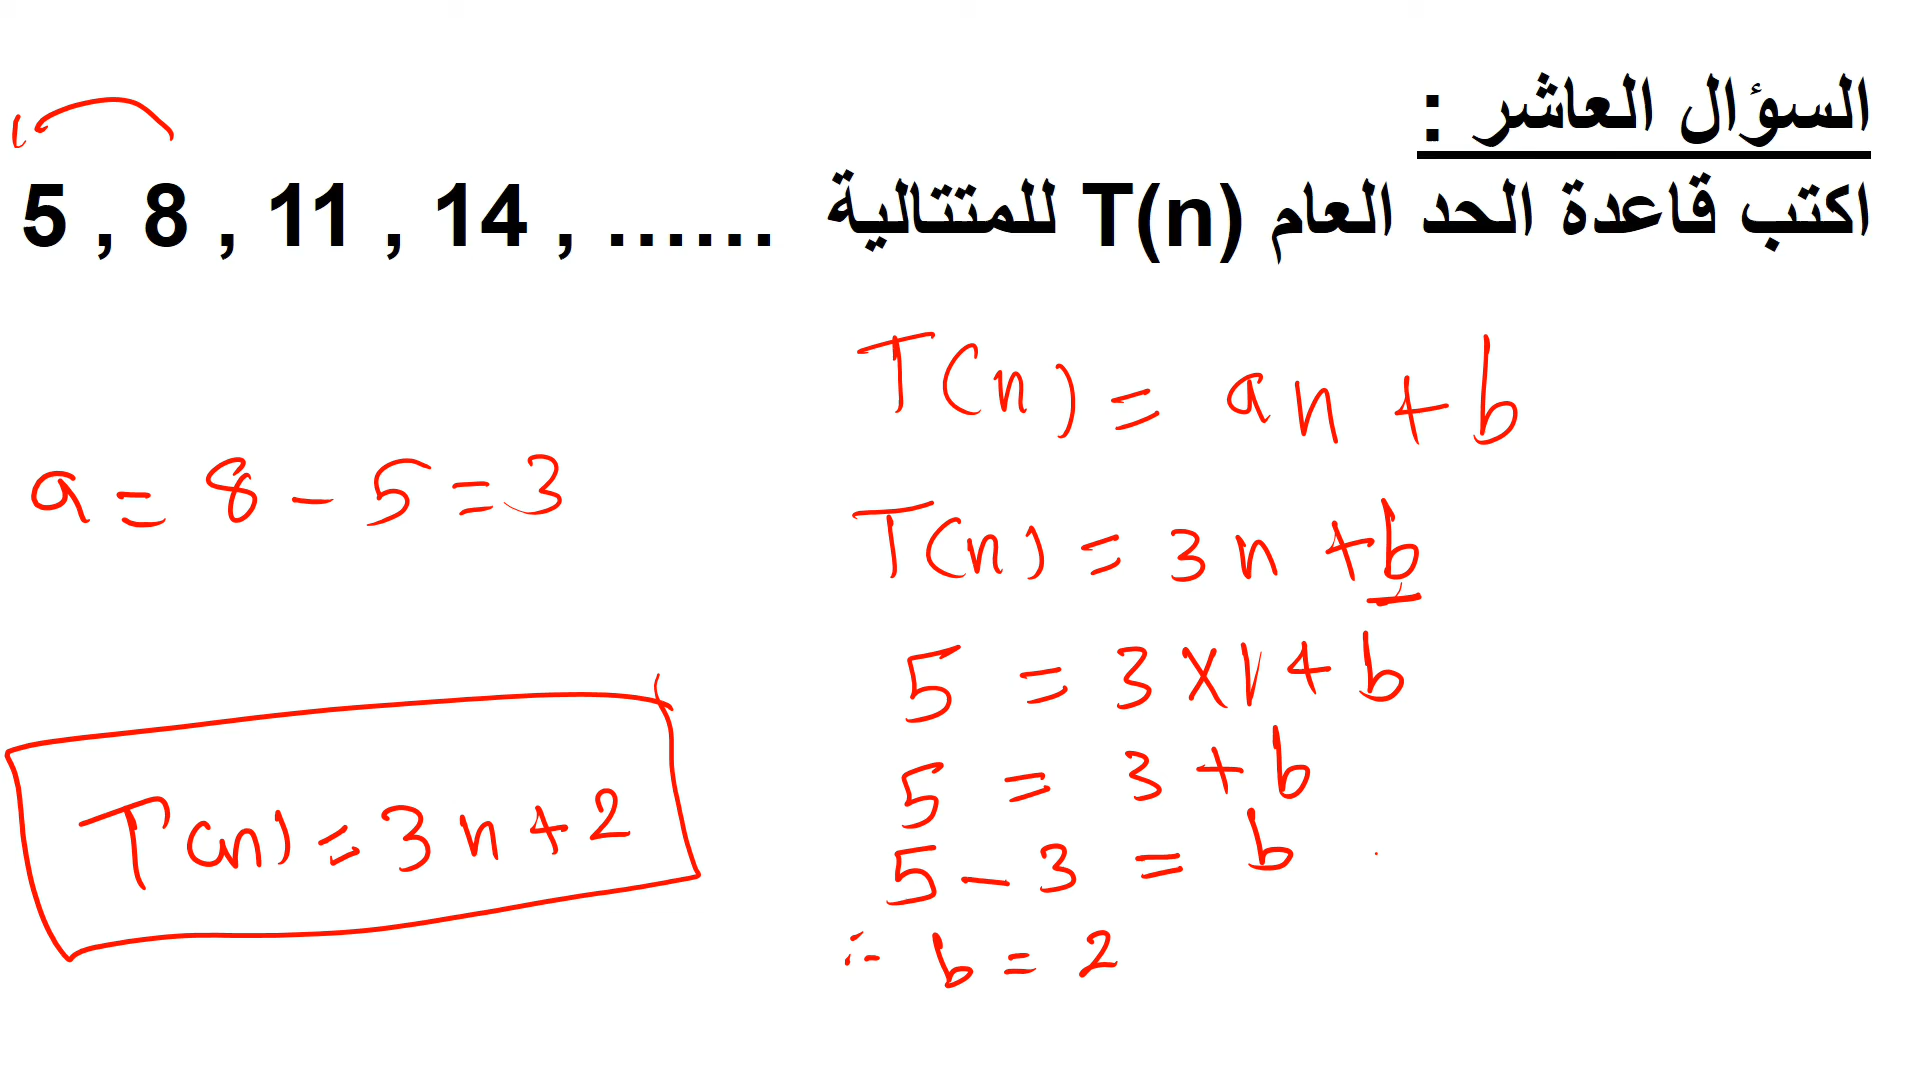 السؤال العاشر :
اكتب قاعدة الحد العام T(n) للمتتالية 5 , 8 , 11 , 14 , ......
T(n) = an + b
a = 8 - 5 = 3
T(n) = 3n + b
5 = 3 × 1 + b
5 = 3 + b
5 - 3 = b
∴ b = 2
T(n) = 3n + 2